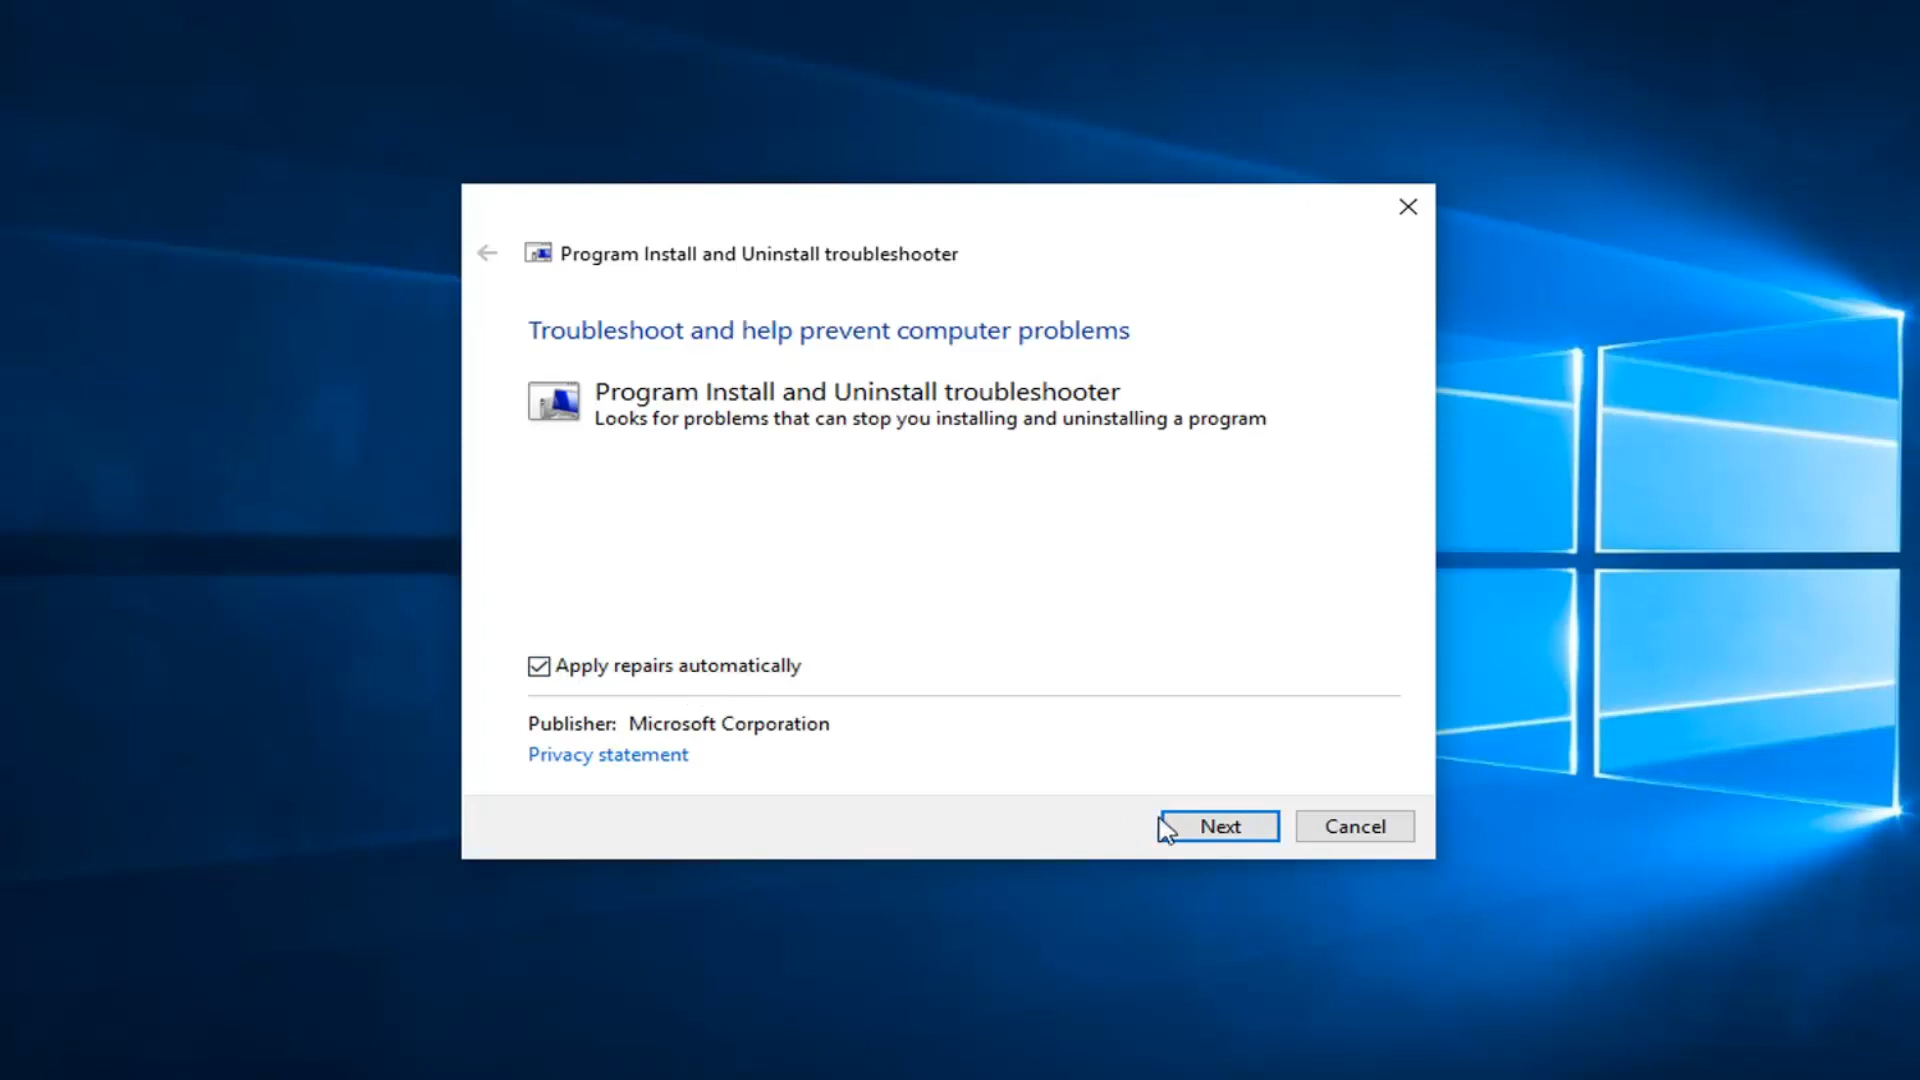 Program Install and Uninstall troubleshooter
Troubleshoot and help prevent computer problems
Program Install and Uninstall troubleshooter
Looks for problems that can stop you installing and uninstalling a program
Apply repairs automatically
Publisher: Microsoft Corporation
Privacy statement
Next Cancel